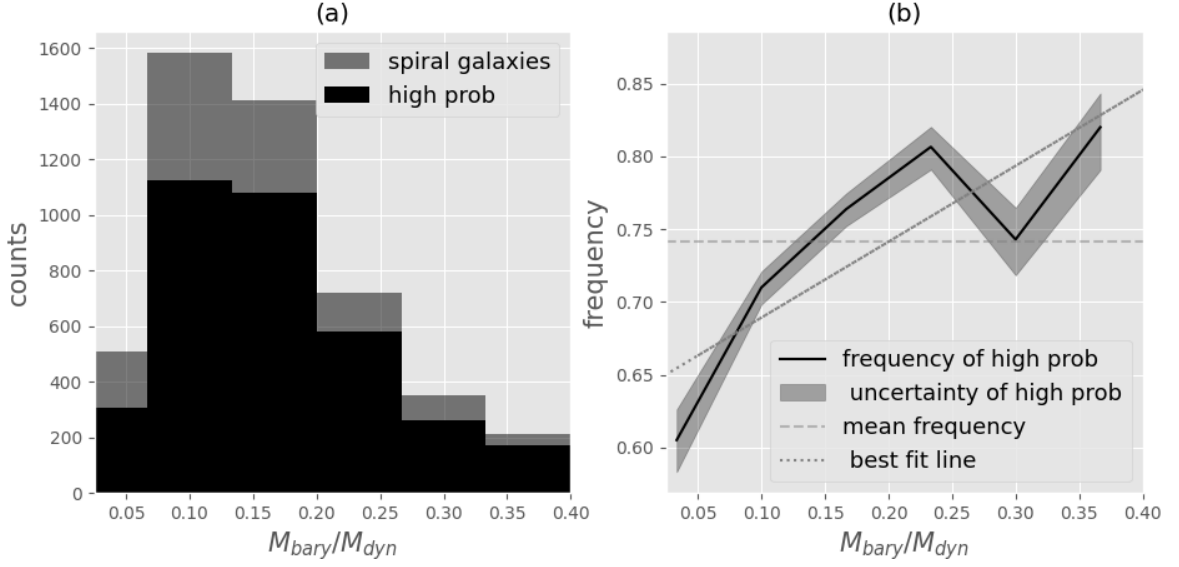 (a)
1600
1400
1200
1000
800
600
400
200
0
counts
spiral galaxies
high prob
0.05 0.10 0.15 0.20 0.25 0.30 0.35 0.40
M_bary/M_dyn
(b)
0.85
0.80
0.75
0.70
0.65
0.60
frequency
frequency of high prob
uncertainty of high prob
mean frequency
best fit line
0.05 0.10 0.15 0.20 0.25 0.30 0.35 0.40
M_bary/M_dyn